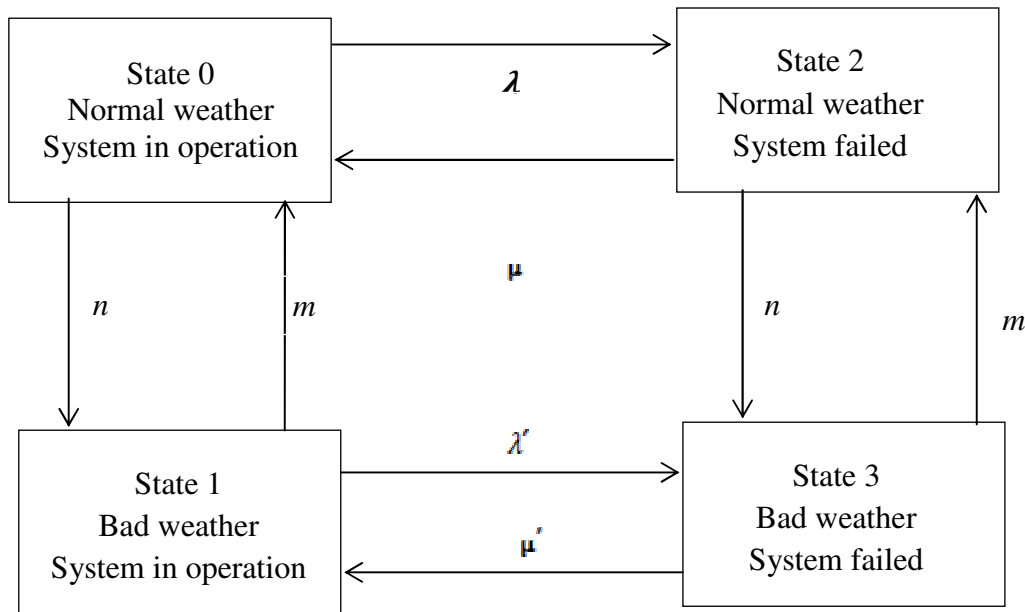 State 0
Normal weather
System in operation
λ
State 2
Normal weather
System failed
μ
n
m
n
m
State 1
Bad weather
System in operation
λ′
μ′
State 3
Bad weather
System failed